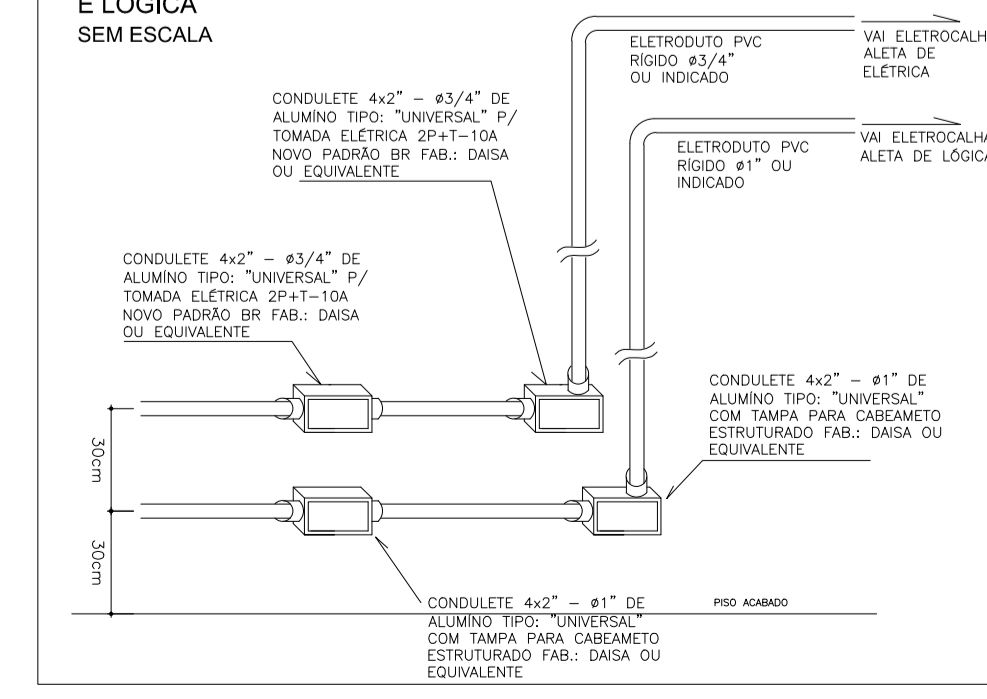 E LÓGICA
SEM ESCALA
ELETRODUTO PVC
RÍGIDO ø3/4"
OU INDICADO
VAI ELETROCALH
ALETA DE
ELÉTRICA
CONDULETE 4x2" – ø3/4" DE
ALUMÍNO TIPO: "UNIVERSAL" P/
TOMADA ELÉTRICA 2P+T–10A
NOVO PADRÃO BR FAB.: DAISA
OU EQUIVALENTE
ELETRODUTO PVC
RÍGIDO ø1" OU
INDICADO
VAI ELETROCALHA
ALETA DE LÓGICA
CONDULETE 4x2" – ø3/4" DE
ALUMÍNO TIPO: "UNIVERSAL" P/
TOMADA ELÉTRICA 2P+T–10A
NOVO PADRÃO BR FAB.: DAISA
OU EQUIVALENTE
CONDULETE 4x2" – ø1" DE
ALUMÍNO TIPO: "UNIVERSAL"
COM TAMPA PARA CABEAMETO
ESTRUTURADO FAB.: DAISA OU
EQUIVALENTE
30cm
30cm
CONDULETE 4x2" – ø1" DE
ALUMÍNO TIPO: "UNIVERSAL"
COM TAMPA PARA CABEAMETO
ESTRUTURADO FAB.: DAISA OU
EQUIVALENTE
PISO ACABADO